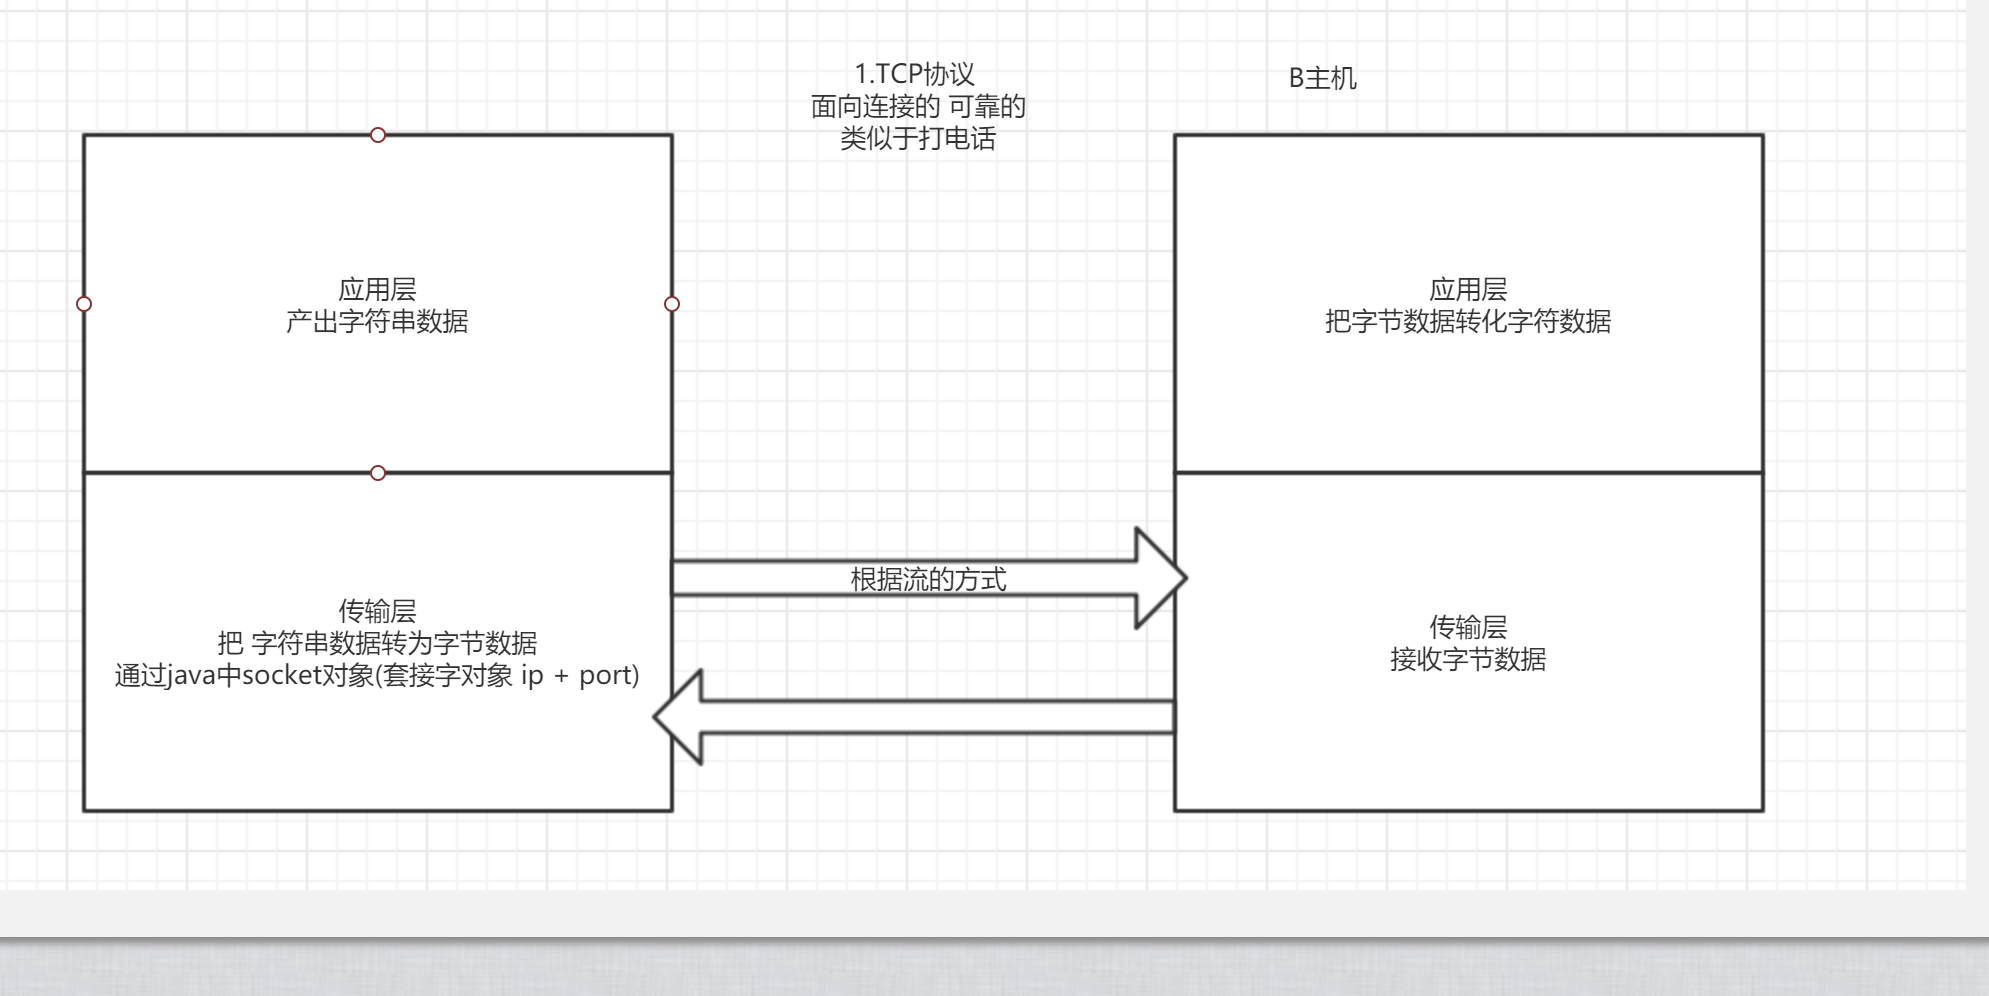 1.TCP协议
面向连接的 可靠的
类似于打电话
B主机
应用层
产出字符串数据
应用层
把字节数据转化字符数据
传输层
把 字符串数据转为字节数据
通过java中socket对象(套接字对象 ip + port)
根据流的方式
传输层
接收字节数据